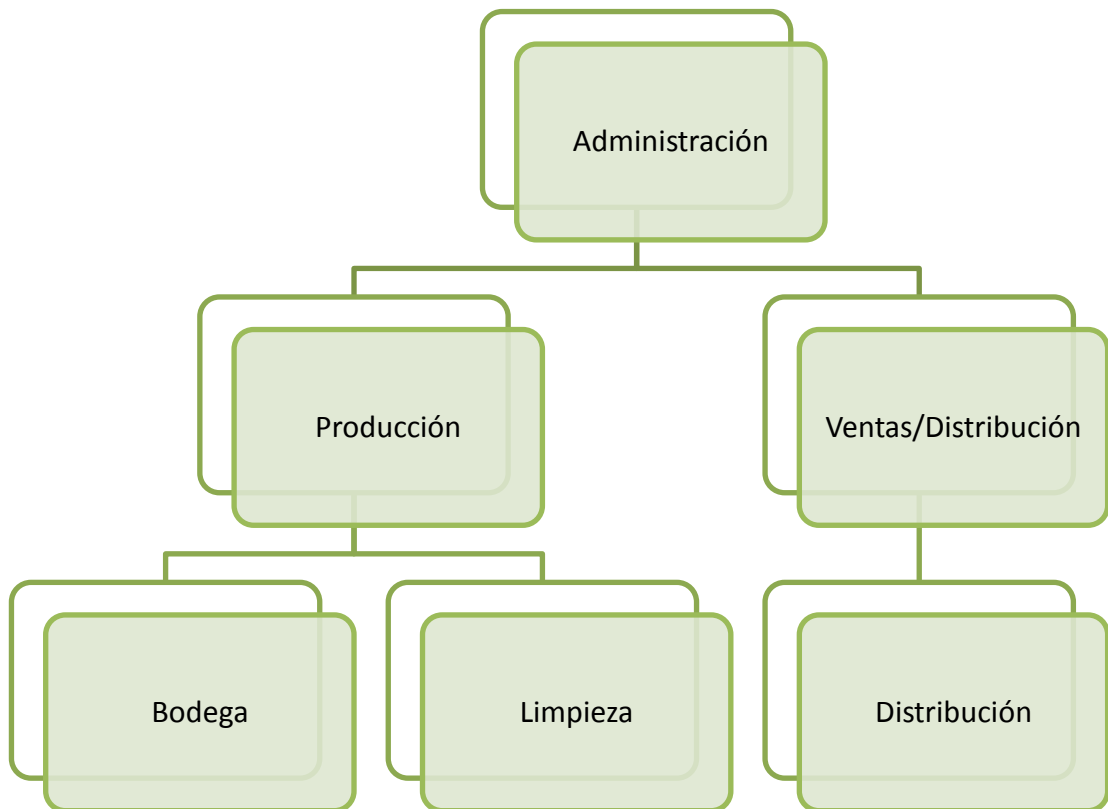 Administración
Producción
Ventas/Distribución
Bodega
Limpieza
Distribución